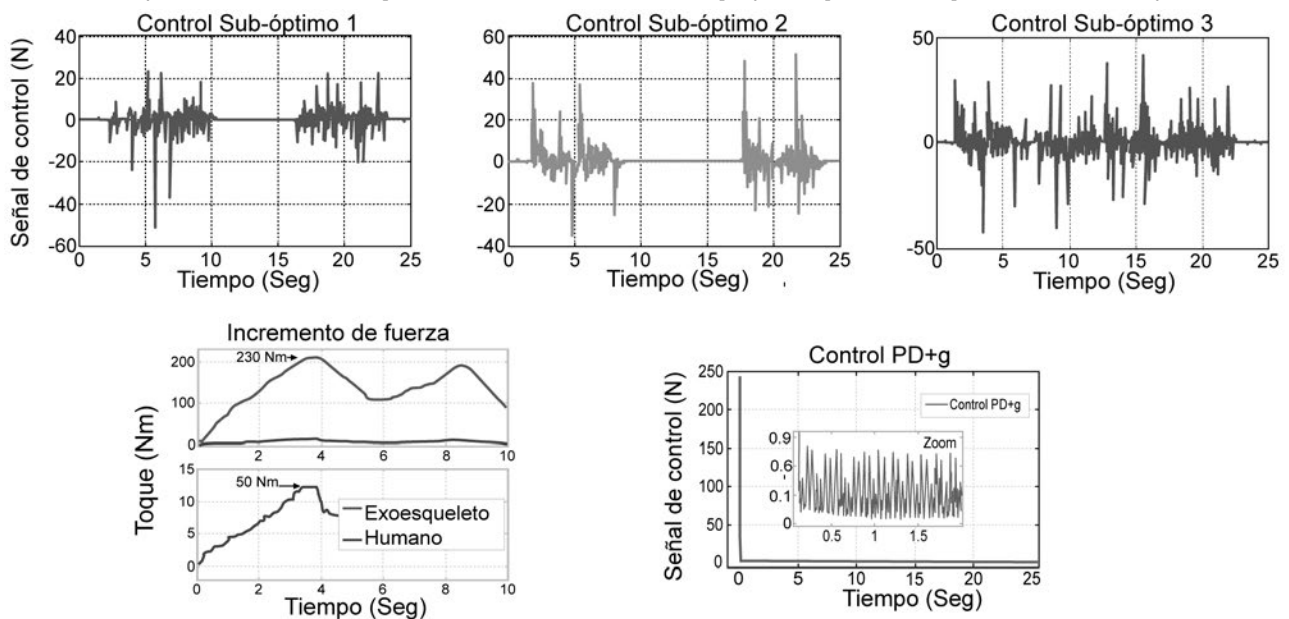 Control Sub-óptimo 1
Señal de control (N)
40
20
0
-20
-40
-60
0 5 10 15 20 25
Tiempo (Seg)
Control Sub-óptimo 2
60
40
20
0
-20
-40
0 5 10 15 20 25
Tiempo (Seg)
Control Sub-óptimo 3
50
0
-50
0 5 10 15 20 25
Tiempo (Seg)
Incremento de fuerza
Toque (Nm)
230 Nm
200
100
0
0 2 4 6 8 10
50 Nm
15
10
5
0
Exoesqueleto
Humano
0 2 4 6 8 10
Tiempo (Seg)
Control PD+g
Señal de control (N)
250
200
150
100
50
0
Control PD+g
Zoom
0.9
0.6
0.1
0
0.5 1 1.5
0 5 10 15 20 25
Tiempo (Seg)